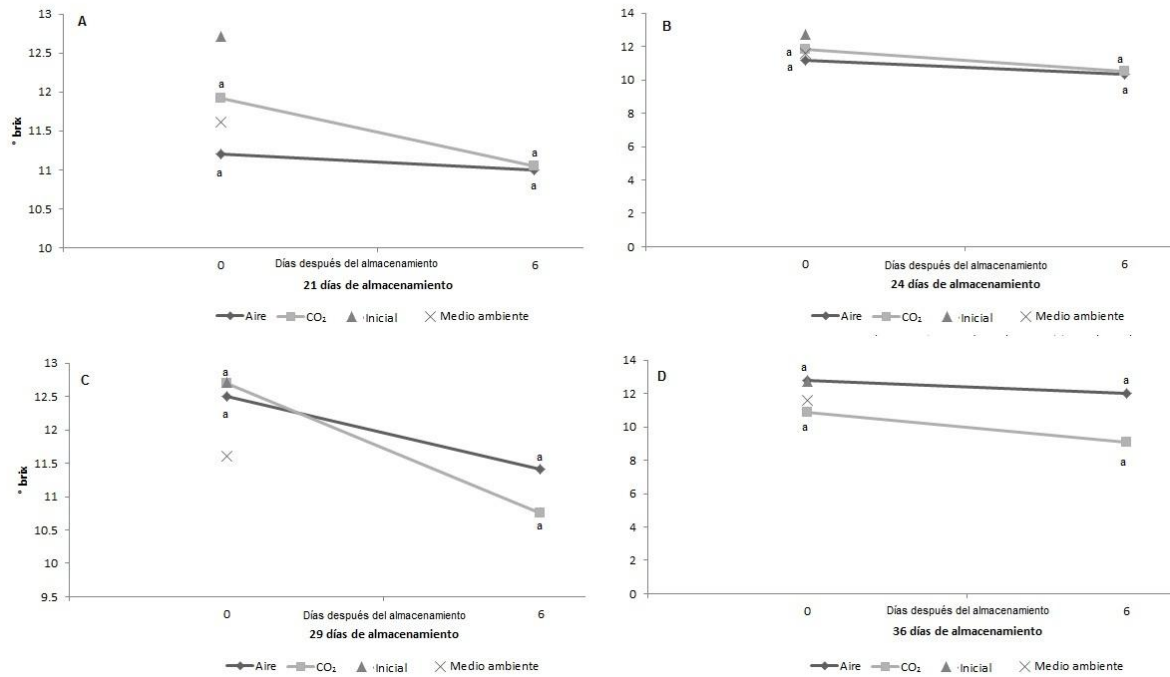 A
13
12.5
12
11.5
11
10.5
10
° brix
a
a
a
a
0
Días después del almacenamiento
6
21 días de almacenamiento
Aire
CO₂
Inicial
Medio ambiente
B
14
12
10
8
6
4
2
0
a
a
a
a
0
Días después del almacenamiento
6
24 días de almacenamiento
Aire
CO₂
Inicial
Medio ambiente
C
13
12.5
12
11.5
11
10.5
10
9.5
° brix
a
a
a
a
0
Días después del almacenamiento
6
29 días de almacenamiento
Aire
CO₂
Inicial
Medio ambiente
D
14
12
10
8
6
4
2
0
a
a
a
a
0
Días después del almacenamiento
6
36 días de almacenamiento
Aire
CO₂
Inicial
Medio ambiente